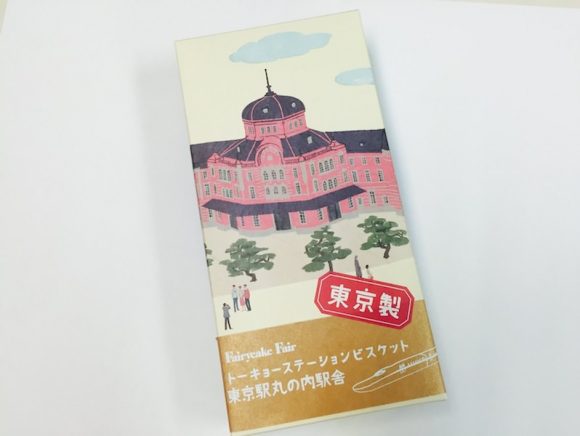 東京製
Fairycake Fair
トーキョーステーションビスケット
東京駅丸の内駅舎